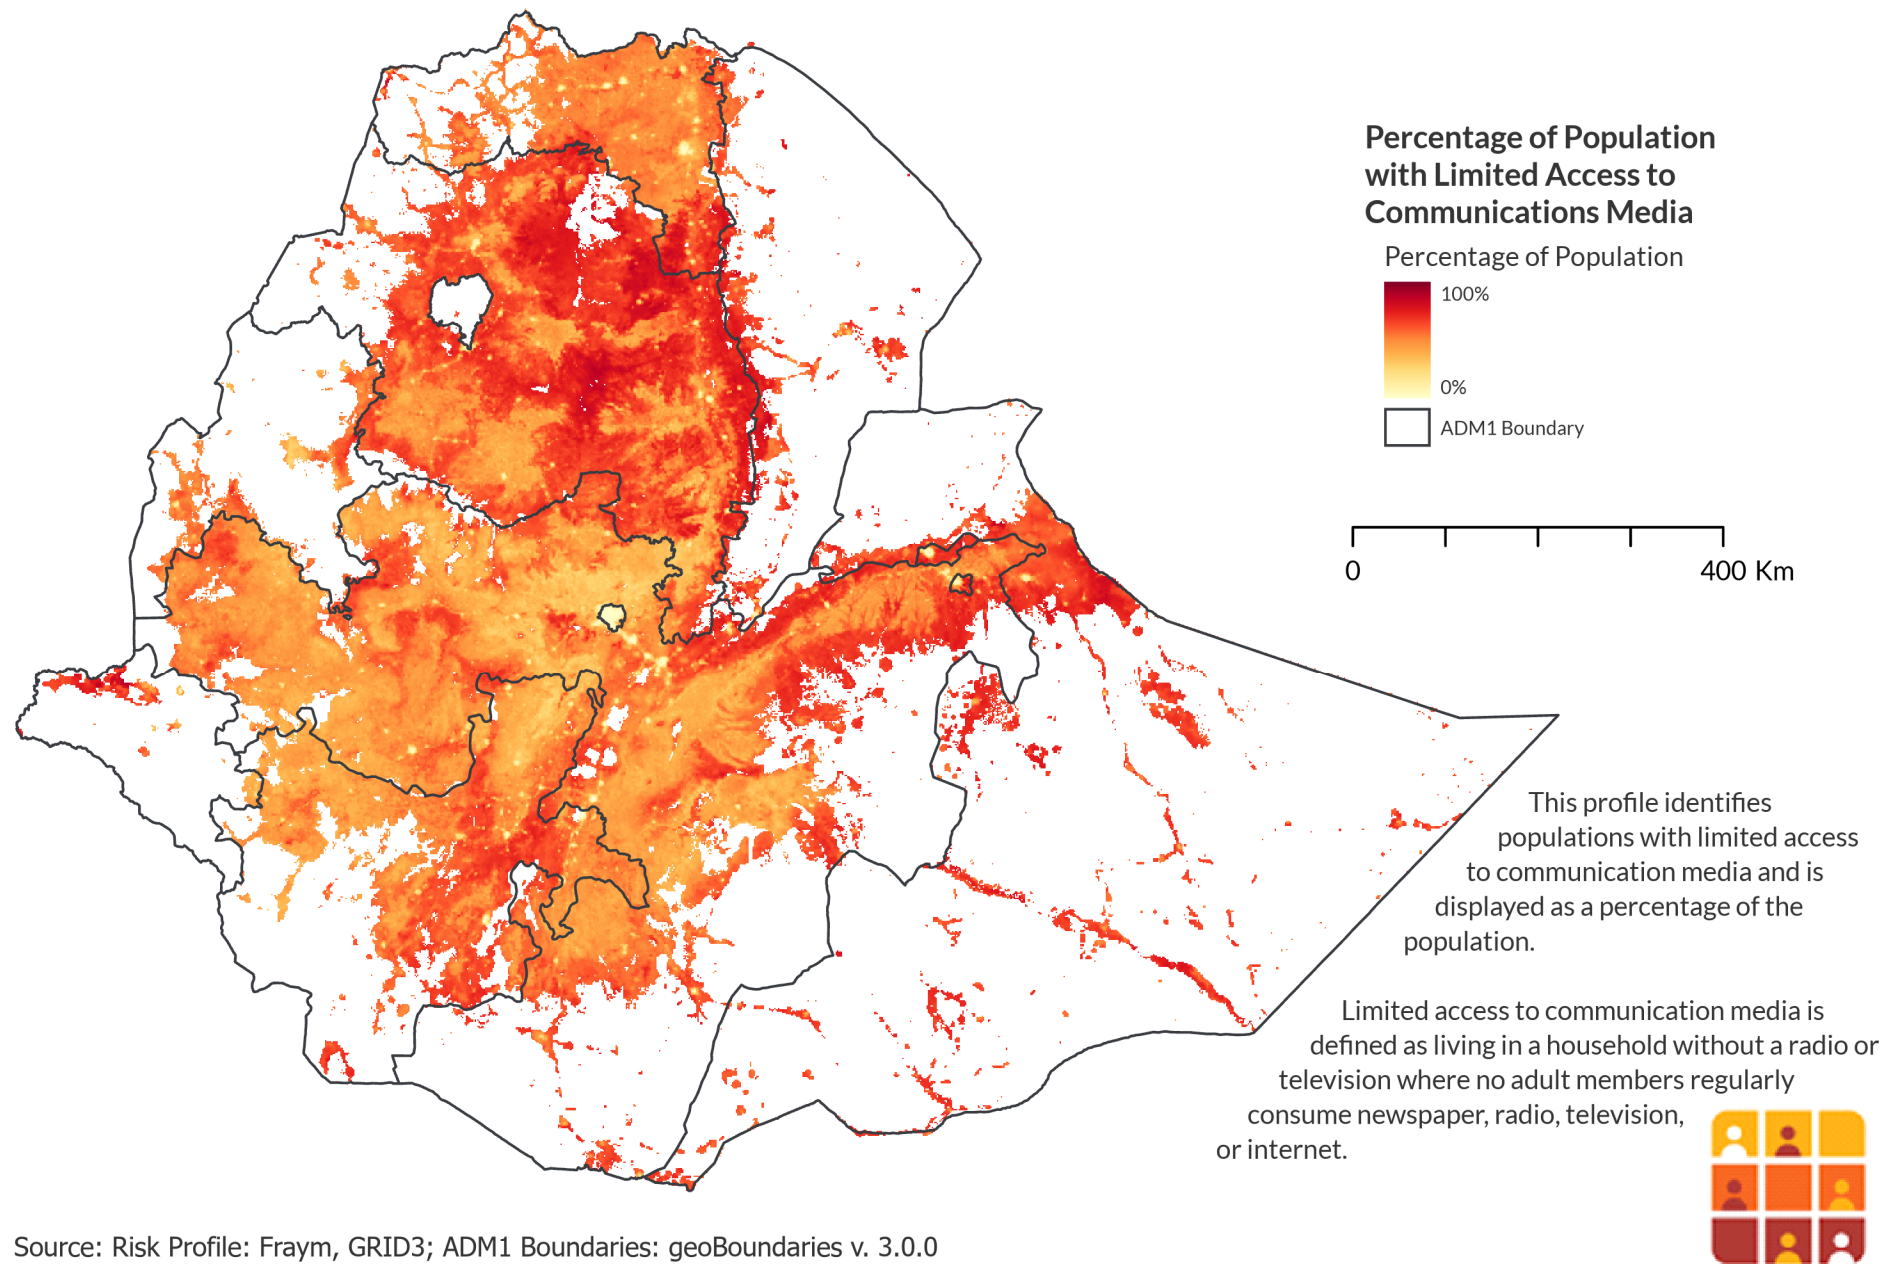 Percentage of Population
with Limited Access to
Communications Media
Percentage of Population
100%
0%
ADM1 Boundary
0
400 Km
This profile identifies
populations with limited access
to communication media and is
displayed as a percentage of the
population.
Limited access to communication media is
defined as living in a household without a radio or
television where no adult members regularly
consume newspaper, radio, television,
or internet.
Source: Risk Profile: Fraym, GRID3; ADM1 Boundaries: geoBoundaries v. 3.0.0